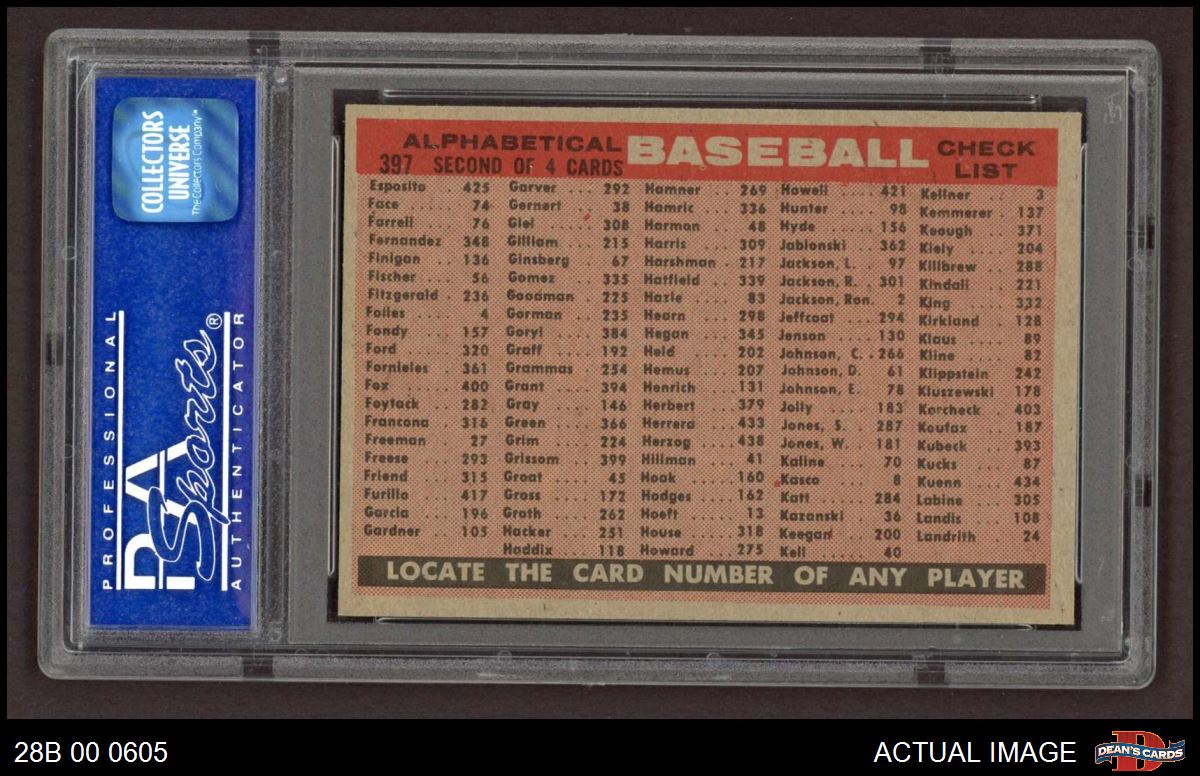 COLLECTORS
UNIVERSE
The Collectors Company™
PROFESSIONAL
PSA
Sports®
AUTHENTICATOR
ALPHABETICAL BASEBALL CHECK
397 SECOND OF 4 CARDS LIST
Esposito 425
Face .... 74
Farrell .. 76
Fernandez 348
Finigan .. 136
Fischer .. 56
Fitzgerald . 236
Foiles .... 4
Fondy ... 157
Ford .... 320
Fornieles 361
Fox ..... 400
Foytack .. 282
Francona . 316
Freeman . 27
Freese ... 293
Friend ... 315
Furillo ... 417
Garcia ... 196
Gardner . 105
Garver ... 292
Gernert .. 38
Giel ..... 308
Gilliam .. 215
Ginsberg . 67
Gomez .. 335
Goodman . 225
Gorman .. 235
Goryl ... 384
Graff ... 192
Grammas . 254
Grant ... 394
Gray .... 146
Green ... 366
Grim .... 224
Grissom .. 399
Groat ... 45
Gross ... 172
Groth ... 262
Hacker .. 251
Haddix .. 118
Hamner .. 269
Hamric ... 336
Harman .. 48
Harris ... 309
Harshman . 217
Hatfield .. 339
Hazle .... 83
Hearn ... 298
Hegan ... 345
Held .... 202
Hemus .. 207
Henrich .. 131
Herbert .. 379
Herrera .. 433
Herzog .. 438
Hillman .. 41
Hoak .... 160
Hodges .. 162
Hoeft ... 13
House ... 318
Howard .. 275
Howell ... 421
Hunter ... 98
Hyde .... 156
Jablonski . 362
Jackson, L. . 97
Jackson, R. . 301
Jackson, Ron. 2
Jeffcoat .. 294
Jenson ... 130
Johnson, C. . 266
Johnson, D. 61
Johnson, E. 78
Jolly .... 183
Jones, S. .. 287
Jones, W. . 181
Kaline ... 70
Kasco ... 8
Katt .... 284
Kazanski . 36
Keegan .. 200
Kell .... 40
Kellner .. 3
Kemmerer . 137
Keough .. 371
Kiely .... 204
Killbrew .. 288
Kindall .. 221
King .... 332
Kirkland .. 128
Klaus .... 89
Kline .... 82
Klippstein . 242
Kluszewski 178
Korcheck . 403
Koufax .. 187
Kubeck .. 393
Kucks ... 87
Kuenn ... 434
Labine ... 305
Landis ... 108
Landrith .. 24
LOCATE THE CARD NUMBER OF ANY PLAYER
28B 00 0605
ACTUAL IMAGE
DEAN'S CARDS